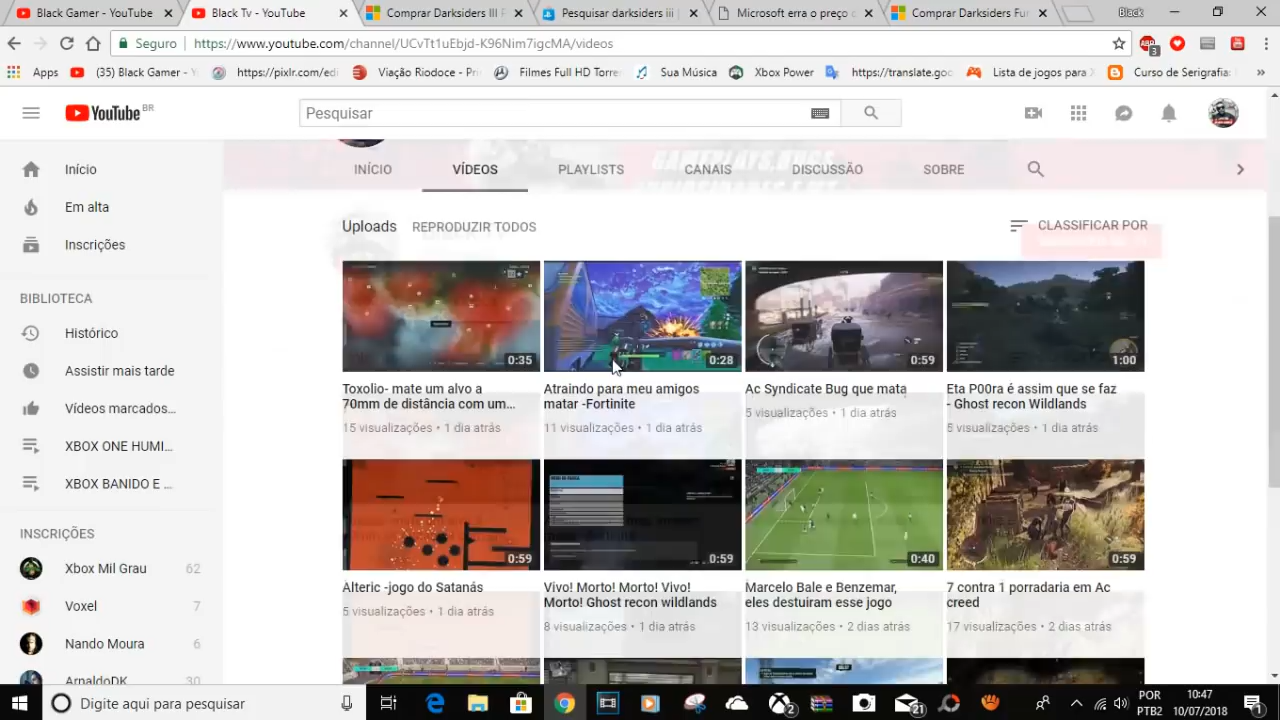 Black Gamer - YouTube
Black Tv - YouTube
Comprar Darksiders III
Pesquisar darksiders iii |
Microsoft erra o preço
Comprar Darksiders Fur
Black
Seguro
https://www.youtube.com/channel/UCvTt1uEbjd-K96Nim7igcMA/videos
3
Apps
(35) Black Gamer - Y
https://pixlr.com/edi
Viação Riodoce - Pri
Filmes Full HD Torre
Sua Música
Xbox Power
https://translate.goo
Lista de jogos para
Curso de Serigrafia
YouTube BR
Pesquisar
INÍCIO
VÍDEOS
PLAYLISTS
CANAIS
DISCUSSÃO
SOBRE
Início
Em alta
Inscrições
BIBLIOTECA
Histórico
Assistir mais tarde
Vídeos marcados...
XBOX ONE HUMI...
XBOX BANIDO E ...
INSCRIÇÕES
Xbox Mil Grau 62
Voxel 7
Nando Moura 6
ArnaldoDK 30
Uploads
REPRODUZIR TODOS
CLASSIFICAR POR
0:35
0:28
0:59
1:00
Toxolio- mate um alvo a
70mm de distância com um...
15 visualizações • 1 dia atrás
Atraindo para meu amigos
matar -Fortinite
11 visualizações • 1 dia atrás
Ac Syndicate Bug que mata
5 visualizações • 1 dia atrás
Eta P00ra é assim que se faz
- Ghost recon Wildlands
1 dia atrás
0:59
0:59
0:40
0:59
Alteric -jogo do Satanás
5 visualizações • 1 dia atrás
Vivo! Morto! Morto! Vivo!
Morto! Ghost recon wildlands
8 visualizações • 1 dia atrás
Marcelo Bale e Benzemar,
eles destuiram esse jogo
13 visualizações • 2 dias atrás
7 contra 1 porradaria em Ac
creed
17 visualizações • 2 dias atrás
Digite aqui para pesquisar
2
21
POR
PTB2
10:47
10/07/2018
1